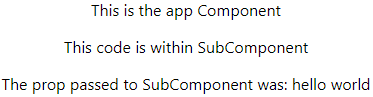 This is the app Component
This code is within SubComponent
The prop passed to SubComponent was: hello world